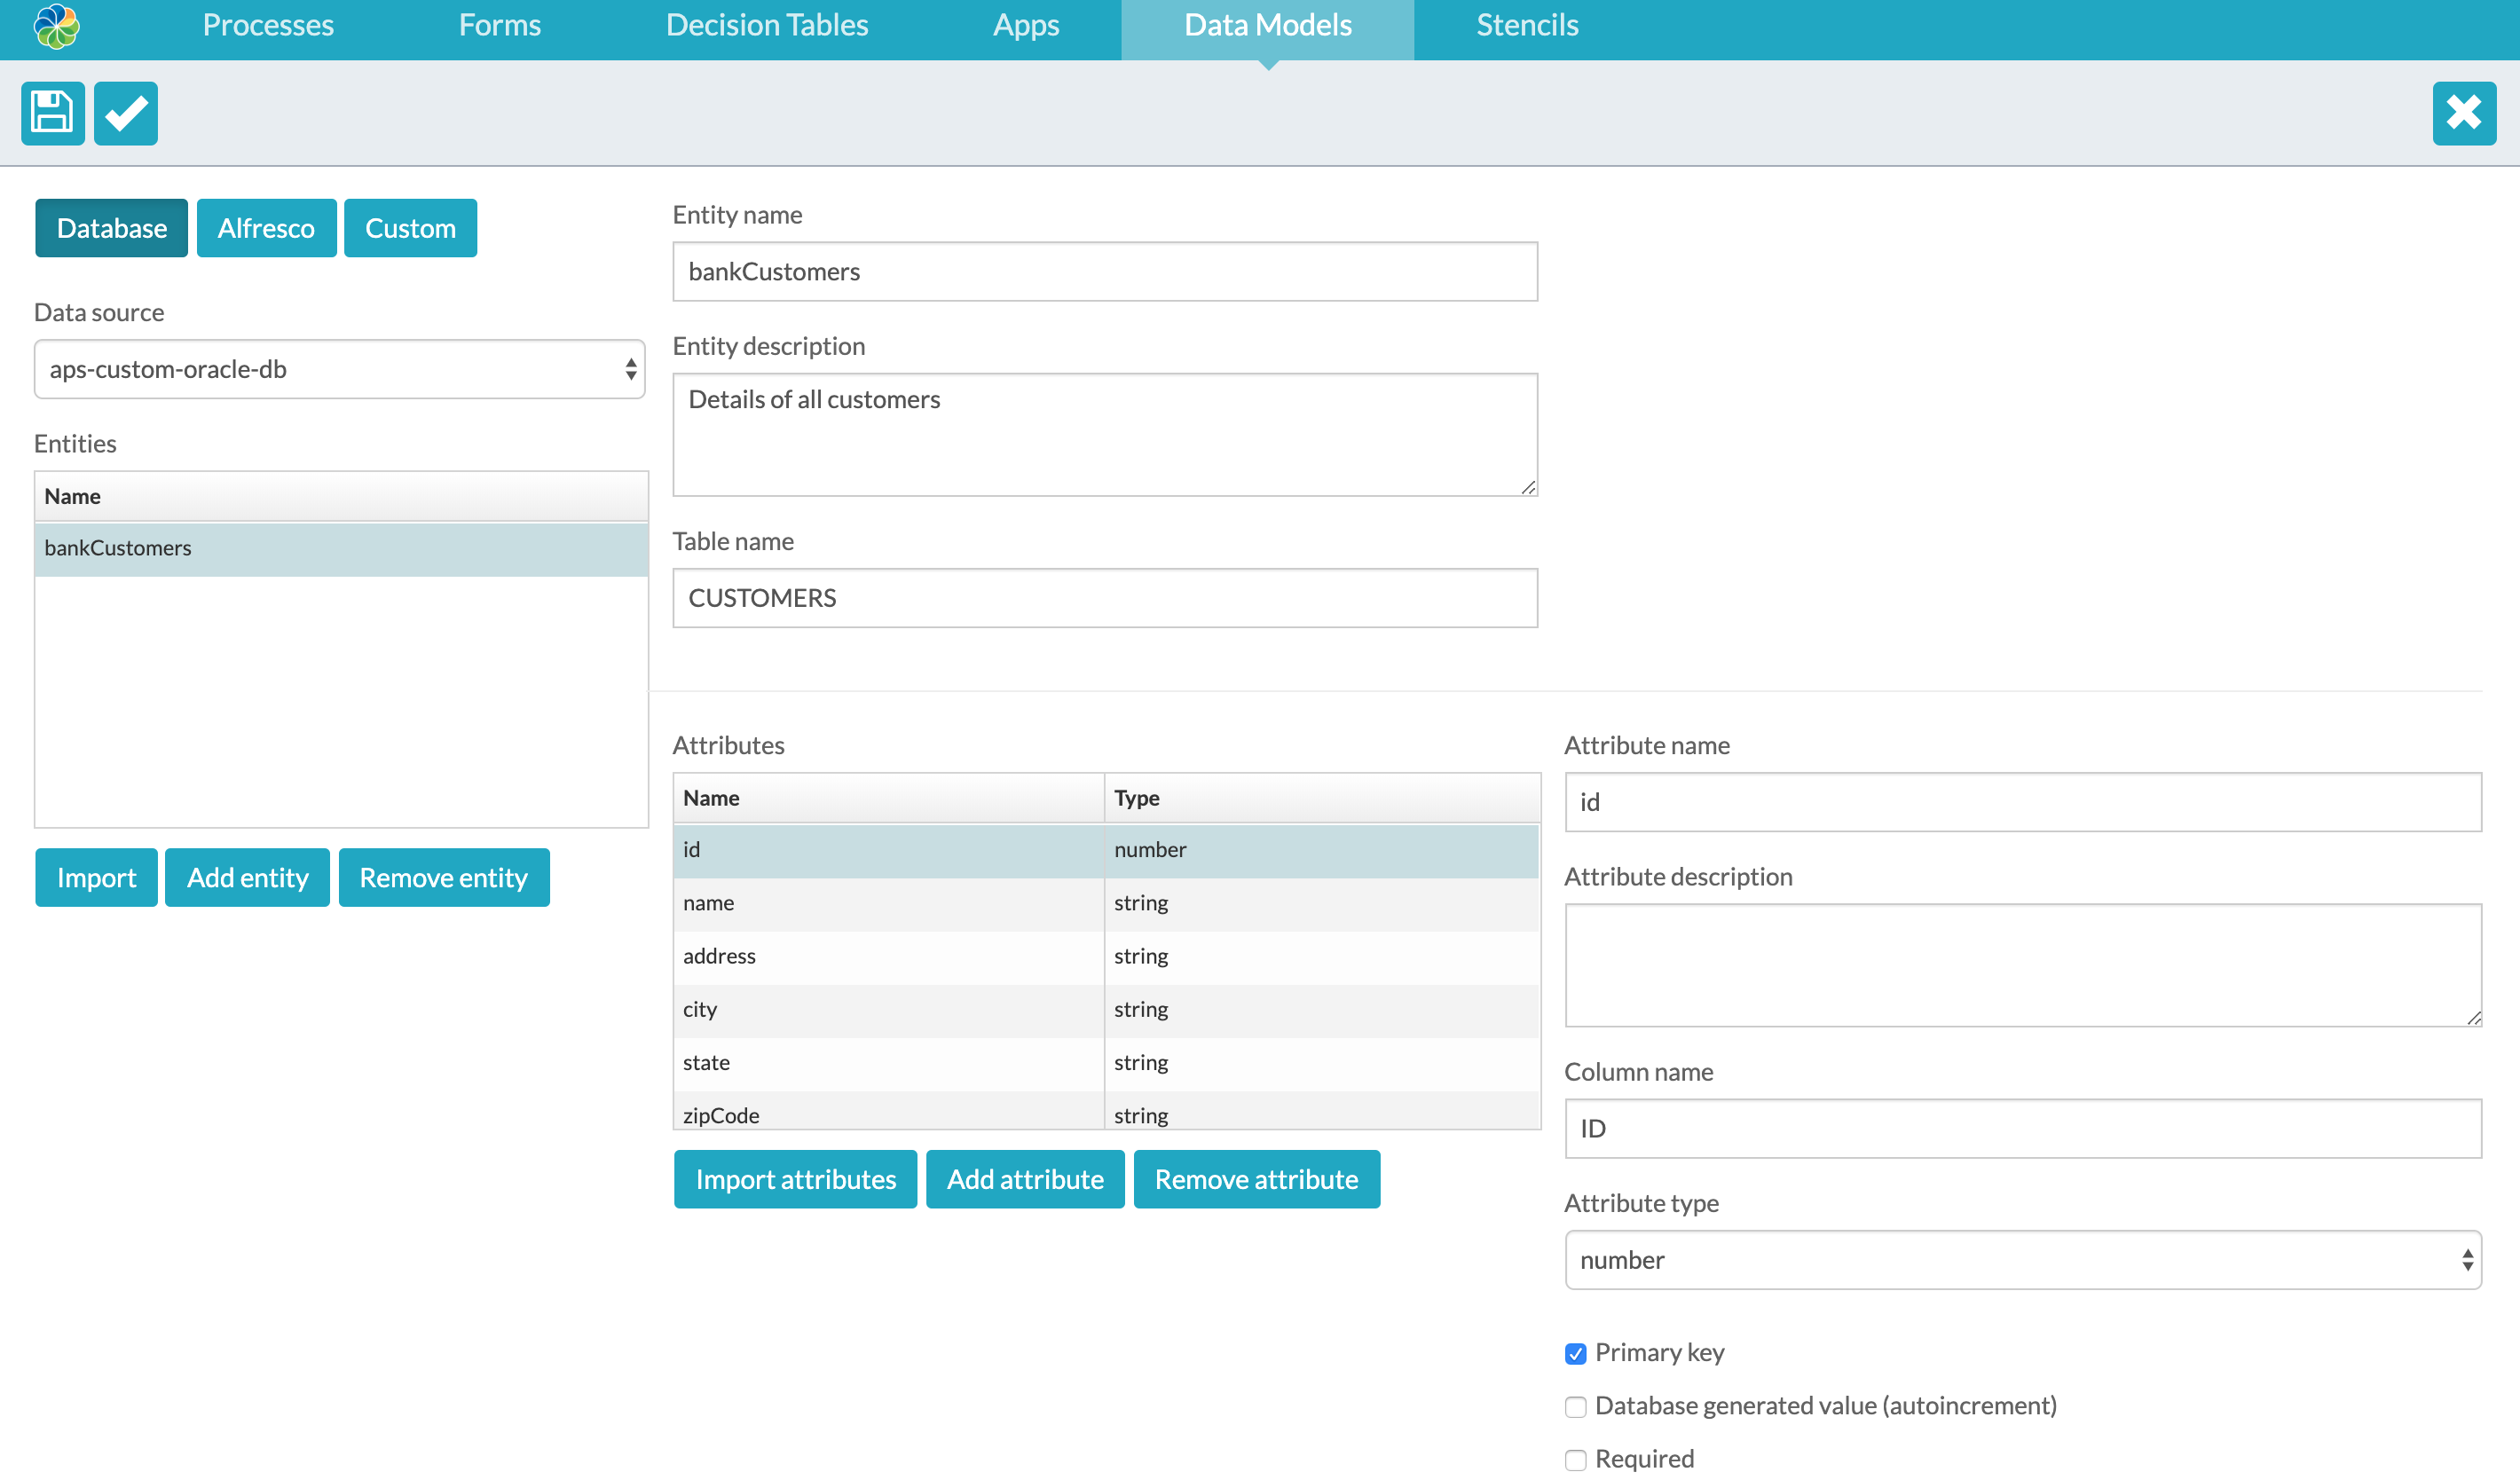 Processes
Forms
Decision Tables
Apps
Data Models
Stencils
Database
Alfresco
Custom
Data source
aps-custom-oracle-db
Entities
Name
bankCustomers
Import
Add entity
Remove entity
Entity name
bankCustomers
Entity description
Details of all customers
Table name
CUSTOMERS
Attributes
Name Type
id number
name string
address string
city string
state string
zipCode string
Import attributes
Add attribute
Remove attribute
Attribute name
id
Attribute description
Column name
ID
Attribute type
number
Primary key
Database generated value (autoincrement)
Required